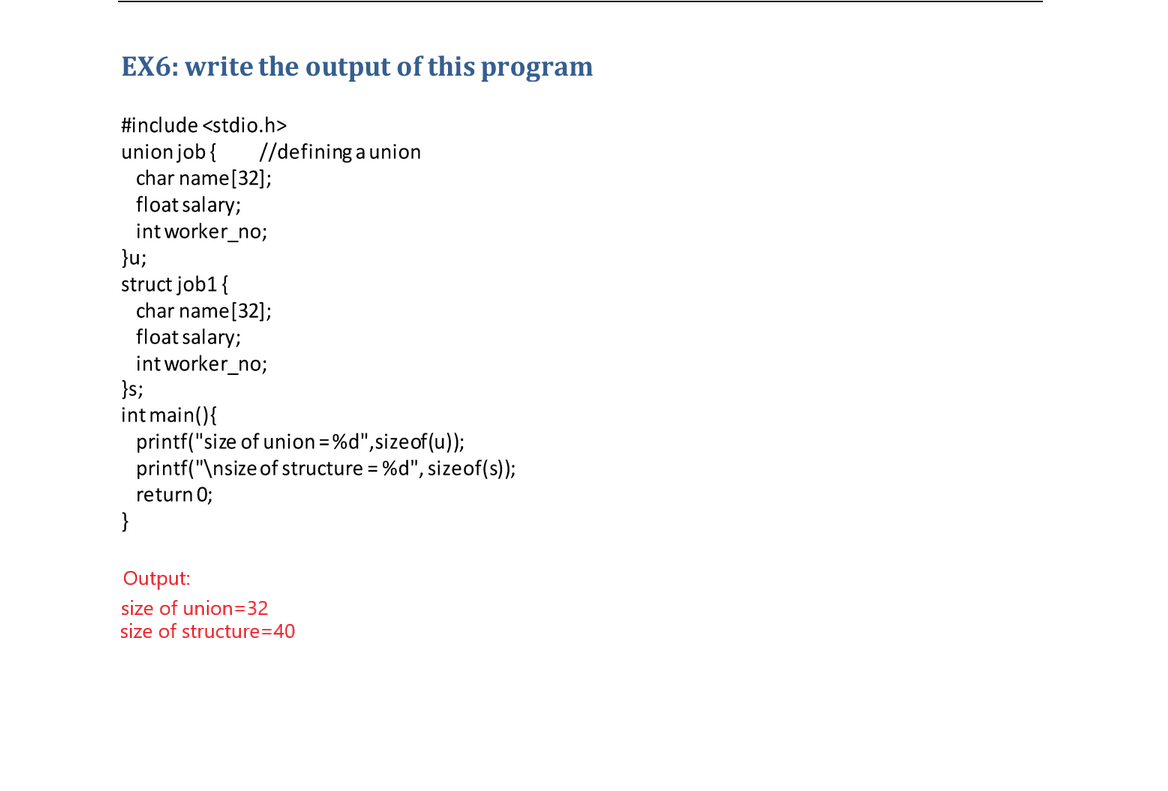 EX6: write the output of this program
#include <stdio.h>
union job {        //defining a union
   char name[32];
   float salary;
   int worker_no;
}u;
struct job1 {
   char name[32];
   float salary;
   int worker_no;
}s;
int main(){
   printf("size of union = %d",sizeof(u));
   printf("\nsize of structure = %d", sizeof(s));
   return 0;
}
Output:
size of union=32
size of structure=40